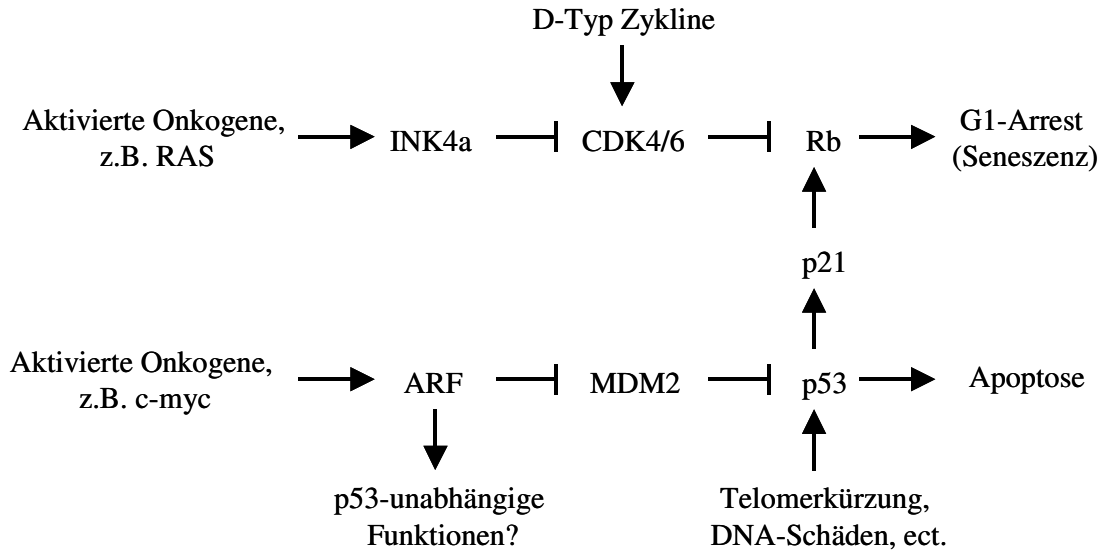 D-Typ Zykline
Aktivierte Onkogene,
z.B. RAS
INK4a
CDK4/6
Rb
G1-Arrest
(Seneszenz)
p21
Aktivierte Onkogene,
z.B. c-myc
ARF
MDM2
p53
Apoptose
p53-unabhängige
Funktionen?
Telomerkürzung,
DNA-Schäden, ect.